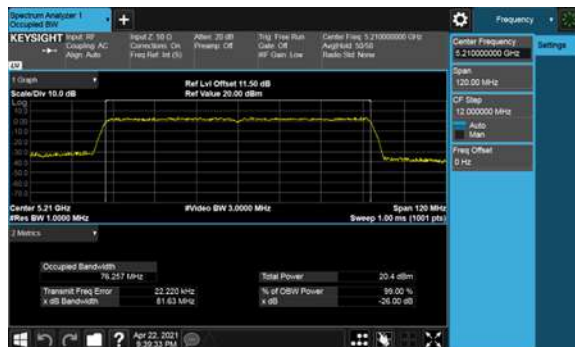 Spectrum Analyzer 1
Occupied BW
Frequency
KEYSIGHT Input: RF
Coupling: AC
Align: Auto
Input Z: 50 Ω
Corrections: On
Freq Ref: Int (S)
Atten: 20 dB
Preamp: Off
Trig: Free Run
Gate: Off
#IF Gain: Low
Center Freq: 5.210000000 GHz
Avg|Hold: 50/50
Radio Std: None
Center Frequency
5.210000000 GHz
Settings
Span
120.00 MHz
CF Step
12.000000 MHz
Auto
Man
Freq Offset
0 Hz
1 Graph
Scale/Div 10.0 dB
Ref Lvl Offset 11.50 dB
Ref Value 20.00 dBm
Log
10.0
0.00
Center 5.21 GHz
#Res BW 1.0000 MHz
#Video BW 3.0000 MHz
Span 120 MHz
Sweep 1.00 ms (1001 pts)
2 Metrics
Occupied Bandwidth
76.257 MHz
Total Power 20.4 dBm
Transmit Freq Error 22.220 kHz
% of OBW Power 99.00 %
x dB Bandwidth 81.63 MHz
x dB -26.00 dB
?
Apr 22, 2021
9:39:33 PM